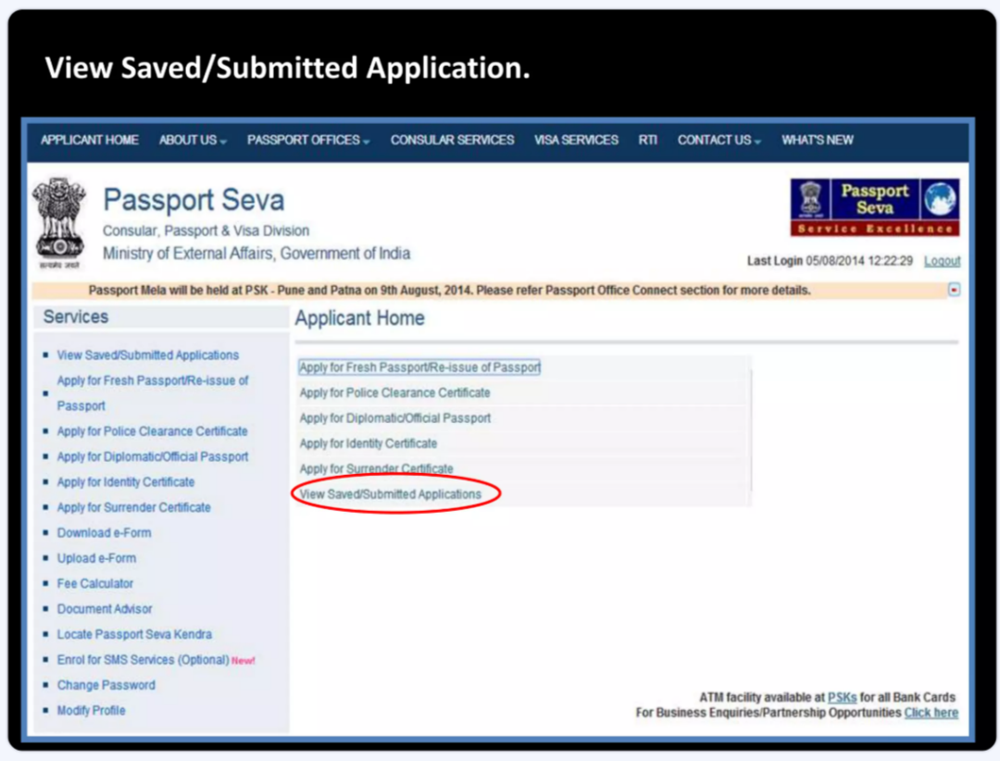 View Saved/Submitted Application.
APPLICANT HOME ABOUT US PASSPORT OFFICES CONSULAR SERVICES VISA SERVICES RTI CONTACT US WHAT'S NEW
Passport Seva
Consular, Passport & Visa Division
Ministry of External Affairs, Government of India
सत्यमेव जयते
Passport
Seva
Service Excellence
Last Login 05/08/2014 12:22:29 Logout
Passport Mela will be held at PSK - Pune and Patna on 9th August, 2014. Please refer Passport Office Connect section for more details.
Services
View Saved/Submitted Applications
Apply for Fresh Passport/Re-issue of
Passport
Apply for Police Clearance Certificate
Apply for Diplomatic/Official Passport
Apply for Identity Certificate
Apply for Surrender Certificate
Download e-Form
Upload e-Form
Fee Calculator
Document Advisor
Locate Passport Seva Kendra
Enrol for SMS Services (Optional) New!
Change Password
Modify Profile
Applicant Home
Apply for Fresh Passport/Re-issue of Passport
Apply for Police Clearance Certificate
Apply for Diplomatic/Official Passport
Apply for Identity Certificate
Apply for Surrender Certificate
View Saved/Submitted Applications
ATM facility available at PSKs for all Bank Cards
For Business Enquiries/Partnership Opportunities Click here